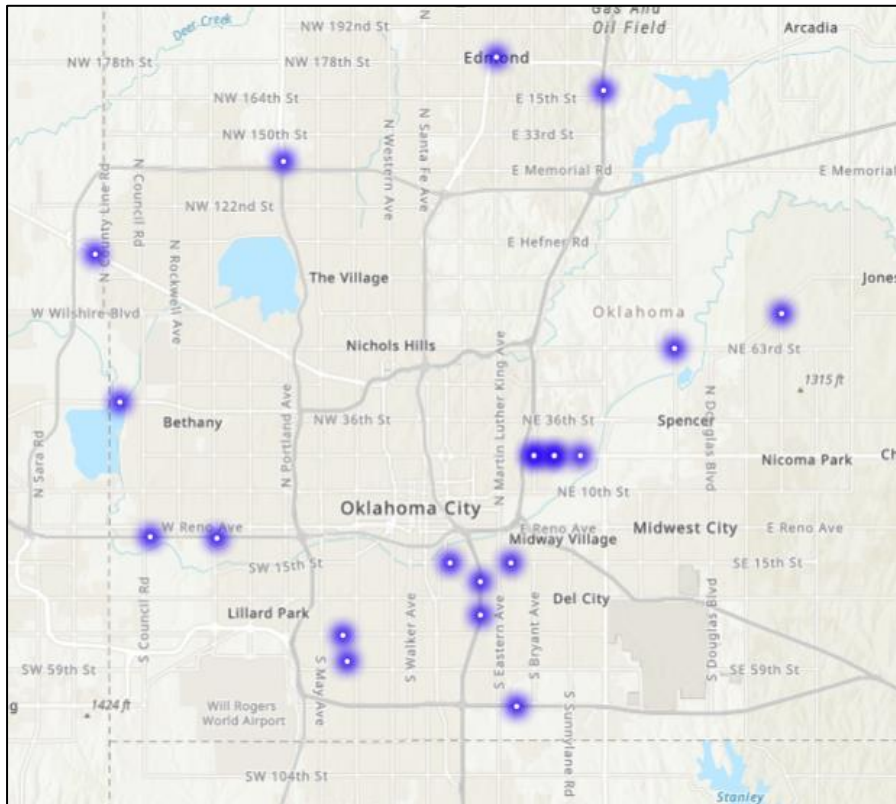 Gas And
Oil Field
Deer Creek
NW 192nd St
N
Arcadia
NW 178th St
NW 178th St
Edmond
NW 164th St
E 15th St
NW 150th St
E 33rd St
N Western Ave
N Santa Fe Ave
N County Line Rd
N Council Rd
E Memorial Rd
E Memorial
NW 122nd St
N Rockwell Ave
E Hefner Rd
The Village
Jones
W Wilshire Blvd
Oklahoma
Nichols Hills
N Martin Luther King Ave
NE 63rd St
1315 ft
N Portland Ave
N Douglas Blvd
Bethany
NW 36th St
NE 36th St
Spencer
N Sara Rd
Nicoma Park
Ch
NE 10th St
Oklahoma City
W Reno Ave
E Reno Ave
Midwest City
E Reno Ave
Midway Village
SW 15th St
SE 15th St
S Council Rd
Lillard Park
S Walker Ave
S Eastern Ave
S Bryant Ave
Del City
S Douglas Blvd
SW 59th St
S May Ave
SE 59th St
g
1424 ft
Will Rogers
World Airport
S Sunnylane Rd
SW 104th St
Stanley